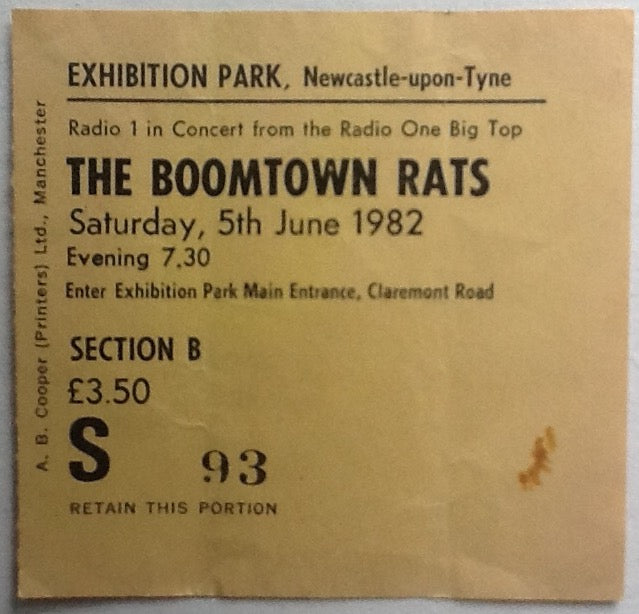 EXHIBITION PARK, Newcastle-upon-Tyne
Radio 1 in Concert from the Radio One Big Top
THE BOOMTOWN RATS
Saturday, 5th June 1982
Evening 7.30
Enter Exhibition Park Main Entrance, Claremont Road
SECTION B
£3.50
S 93
RETAIN THIS PORTION
A. B. Cooper (Printers) Ltd., Manchester